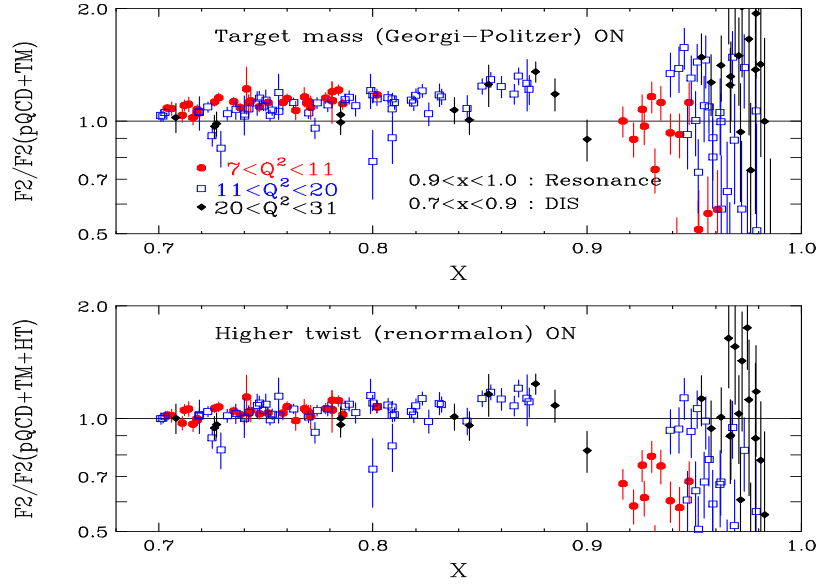 2.0
Target mass (Georgi-Politzer) ON
F2/F2(pQCD+TM)
1.0
7<Q² <11
11<Q² <20
20<Q² <31
0.9<x<1.0 : Resonance
0.7<x<0.9 : DIS
0.7
0.5
0.7 0.8 0.9 1.0
X
2.0
Higher twist (renormalon) ON
F2/F2(pQCD+TM+HT)
1.0
0.7
0.5
0.7 0.8 0.9 1.0
X